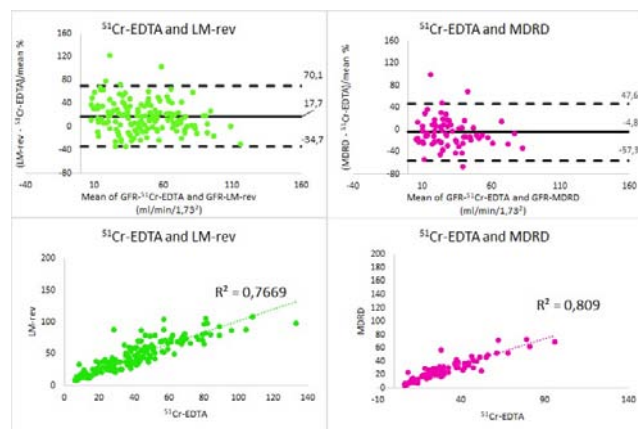 ⁵¹Cr-EDTA and LM-rev
(LM-rev - ⁵¹Cr-EDTA)/mean %
160
120
80
40
0
-40
-80
70,1
17,7
-34,7
-40 10 60 110 160
Mean of GFR-⁵¹Cr-EDTA and GFR-LM-rev
(ml/min/1,73²)
⁵¹Cr-EDTA and MDRD
(MDRD - ⁵¹Cr-EDTA)/mean %
160
120
80
40
0
-40
-80
47,6
-4,8
-40 10 60 110 160
Mean of GFR-⁵¹Cr-EDTA and GFR-MDRD
(ml/min/1,73²)
⁵¹Cr-EDTA and LM-rev
LM-rev
200
150
100
50
0
R² = 0,7669
0 20 40 60 80 100 120 140
⁵¹Cr-EDTA
⁵¹Cr-EDTA and MDRD
MDRD
200
180
160
140
120
100
80
60
40
20
0
R² = 0,809
-10 40 90 140
⁵¹Cr-EDTA